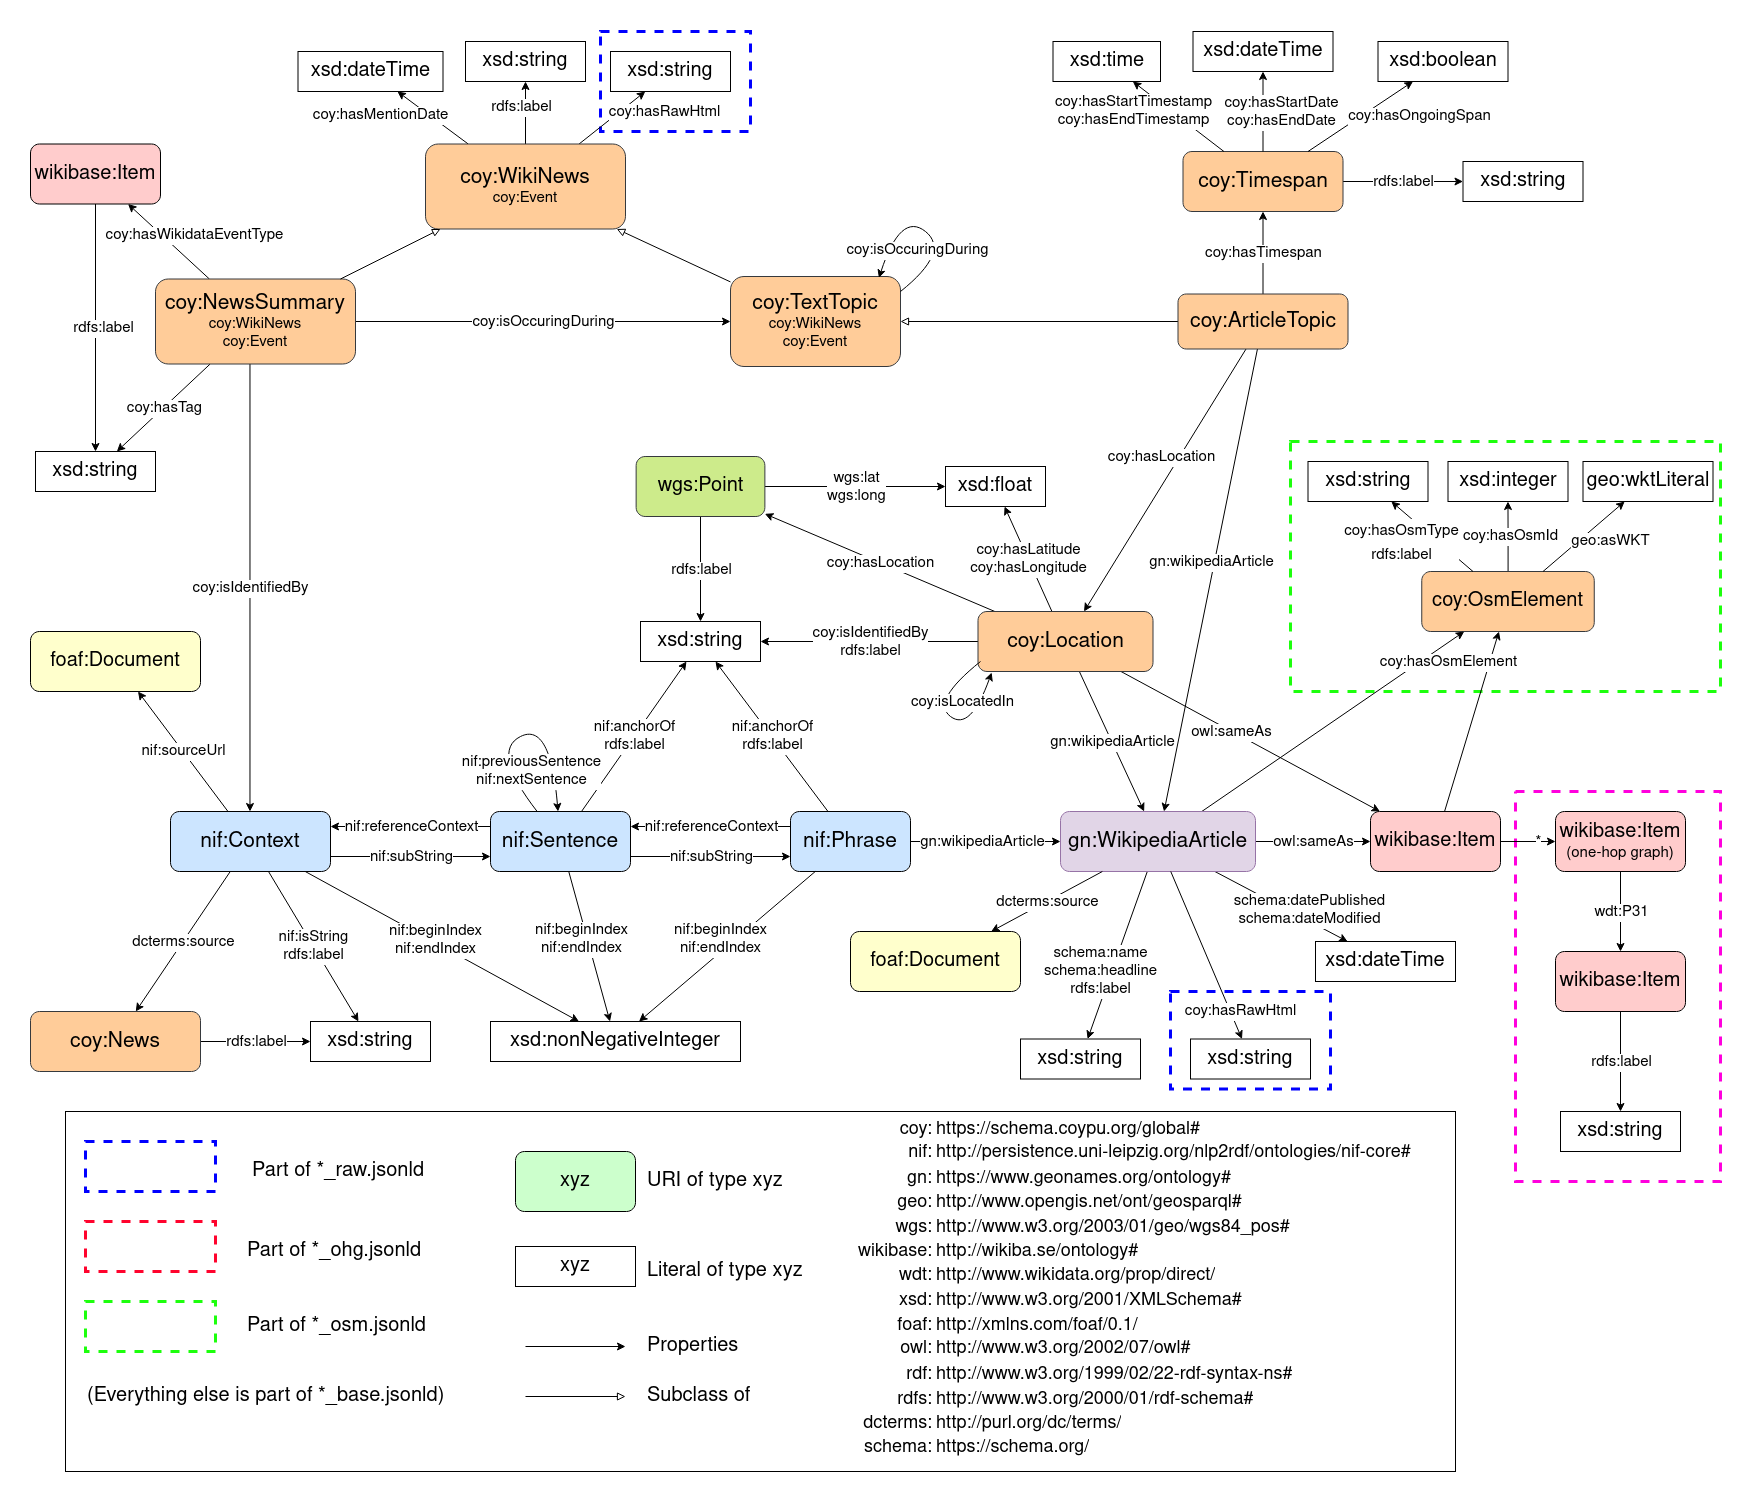 xsd:dateTime
xsd:string
xsd:string
coy:hasMentionDate
rdfs:label
coy:hasRawHtml
xsd:time
xsd:dateTime
xsd:boolean
coy:hasStartTimestamp
coy:hasEndTimestamp
coy:hasStartDate
coy:hasEndDate
coy:hasOngoingSpan
wikibase:Item
coy:WikiNews
coy:Event
coy:Timespan
rdfs:label
xsd:string
coy:hasWikidataEventType
coy:isOccuringDuring
coy:hasTimespan
rdfs:label
coy:NewsSummary
coy:WikiNews
coy:Event
coy:isOccuringDuring
coy:TextTopic
coy:WikiNews
coy:Event
coy:ArticleTopic
coy:hasTag
xsd:string
coy:hasLocation
wgs:Point
wgs:lat
wgs:long
xsd:float
xsd:string
xsd:integer
geo:wktLiteral
coy:hasOsmType
rdfs:label
coy:hasOsmId
geo:asWKT
coy:OsmElement
rdfs:label
coy:hasLocation
coy:hasLatitude
coy:hasLongitude
gn:wikipediaArticle
coy:isIdentifiedBy
xsd:string
coy:isIdentifiedBy
rdfs:label
coy:Location
coy:hasOsmElement
coy:isLocatedIn
foaf:Document
nif:sourceUrl
nif:previousSentence
nif:nextSentence
nif:anchorOf
rdfs:label
nif:anchorOf
rdfs:label
gn:wikipediaArticle
owl:sameAs
nif:Context
nif:referenceContext
nif:subString
nif:Sentence
nif:referenceContext
nif:subString
nif:Phrase
gn:wikipediaArticle
gn:WikipediaArticle
owl:sameAs
wikibase:Item
*
wikibase:Item
(one-hop graph)
dcterms:source
nif:isString
rdfs:label
nif:beginIndex
nif:endIndex
nif:beginIndex
nif:endIndex
nif:beginIndex
nif:endIndex
dcterms:source
foaf:Document
schema:name
schema:headline
rdfs:label
schema:datePublished
schema:dateModified
xsd:dateTime
wdt:P31
wikibase:Item
coy:News
rdfs:label
xsd:string
xsd:nonNegativeInteger
xsd:string
coy:hasRawHtml
xsd:string
rdfs:label
xsd:string
Part of *_raw.jsonld
Part of *_ohg.jsonld
Part of *_osm.jsonld
(Everything else is part of *_base.jsonld)
xyz
URI of type xyz
xyz
Literal of type xyz
Properties
Subclass of
coy: https://schema.coypu.org/global#
nif: http://persistence.uni-leipzig.org/nlp2rdf/ontologies/nif-core#
gn: https://www.geonames.org/ontology#
geo: http://www.opengis.net/ont/geosparql#
wgs: http://www.w3.org/2003/01/geo/wgs84_pos#
wikibase: http://wikiba.se/ontology#
wdt: http://www.wikidata.org/prop/direct/
xsd: http://www.w3.org/2001/XMLSchema#
foaf: http://xmlns.com/foaf/0.1/
owl: http://www.w3.org/2002/07/owl#
rdf: http://www.w3.org/1999/02/22-rdf-syntax-ns#
rdfs: http://www.w3.org/2000/01/rdf-schema#
dcterms: http://purl.org/dc/terms/
schema: https://schema.org/